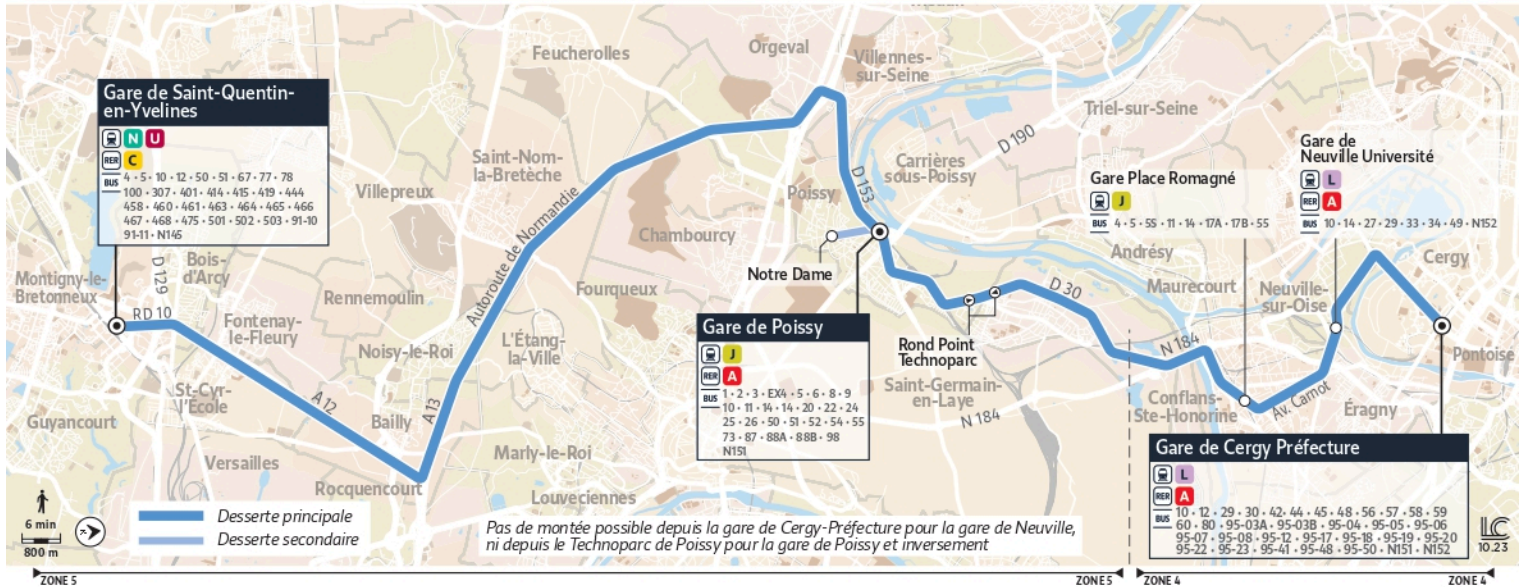 Feucherolles
Orgeval
Villennes-
sur-Seine
Triel-sur-Seine
Gare de Saint-Quentin-
en-Yvelines
N U
RER C
BUS 4 • 5 • 10 • 12 • 50 • 51 • 67 • 77 • 78
100 • 307 • 401 • 414 • 415 • 419 • 444
458 • 460 • 461 • 463 • 464 • 465 • 466
467 • 468 • 475 • 501 • 502 • 503 • 91-10
91-11 • N145
Saint-Nom-
la-Bretèche
Villepreux
Autoroute de Normandie
Chambourcy
Poissy
D 153
Carrières
sous-Poissy
D 190
Gare Place Romagné
J
BUS 4 • 5 • 5S • 11 • 14 • 17A • 17B • 55
Gare de
Neuville Université
L
RER A
BUS 10 • 14 • 27 • 29 • 33 • 34 • 49 • N152
Montigny-le-
Bretonneux
D 129
Bois-
d'Arcy
RD 10
Rennemoulin
Fontenay-
le-Fleury
Fourqueux
Notre Dame
Andrésy
Maurecourt
Neuville-
sur-Oise
Cergy
Pontoise
D 30
N 184
Noisy-le-Roi
L'Étang-
la-Ville
Gare de Poissy
J
RER A
BUS 1 • 2 • 3 • EX4 • 5 • 6 • 8 • 9
10 • 11 • 14 • 14 • 20 • 22 • 24
25 • 26 • 50 • 51 • 52 • 54 • 55
73 • 87 • 88A • 88B • 98
N151
Rond Point
Technoparc
Saint-Germain-
en-Laye
N 184
Conflans-
Ste-Honorine
Av. Carnot
Éragny
St-Cyr-
l'École
A 12
Bailly
A 13
Guyancourt
Versailles
Rocquencourt
Marly-le-Roi
Louveciennes
Gare de Cergy Préfecture
L
RER A
BUS 10 • 12 • 29 • 30 • 42 • 44 • 45 • 48 • 56 • 57 • 58 • 59
60 • 80 • 95-03A • 95-03B • 95-04 • 95-05 • 95-06
95-07 • 95-08 • 95-12 • 95-17 • 95-18 • 95-19 • 95-20
95-22 • 95-23 • 95-41 • 95-48 • 95-50 • N151 • N152
6 min
800 m
Desserte principale
Desserte secondaire
Pas de montée possible depuis la gare de Cergy-Préfecture pour la gare de Neuville,
ni depuis le Technoparc de Poissy pour la gare de Poissy et inversement
LC
10.23
ZONE 5
ZONE 5
ZONE 4
ZONE 4